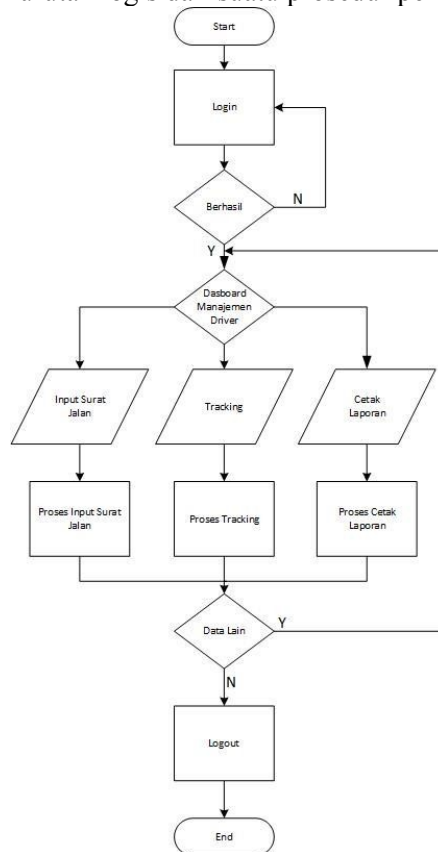 Start
Login
Berhasil
N
Y
Dasboard
Manajemen
Driver
Input Surat
Jalan
Tracking
Cetak
Laporan
Proses Input Surat
Jalan
Proses Tracking
Proses Cetak
Laporan
Data Lain
Y
N
Logout
End